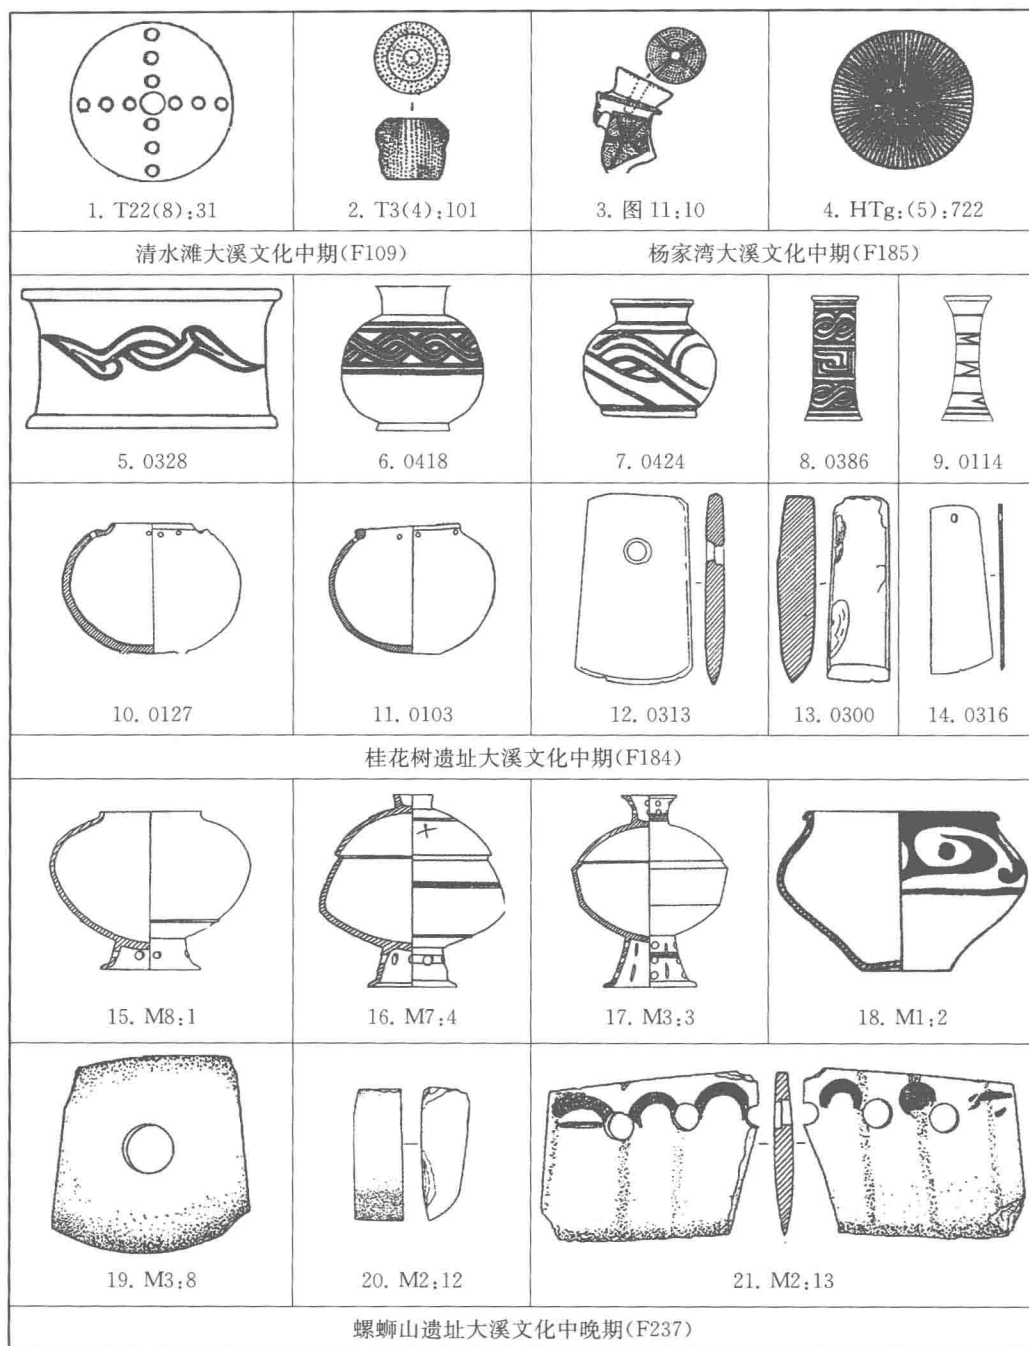 1. T22(8):31 2. T3(4):101 3. 图 11:10 4. HTg:(5):722
清水滩大溪文化中期(F109) 杨家湾大溪文化中期(F185)
5. 0328 6. 0418 7. 0424 8. 0386 9. 0114
10. 0127 11. 0103 12. 0313 13. 0300 14. 0316
桂花树遗址大溪文化中期(F184)
15. M8:1 16. M7:4 17. M3:3 18. M1:2
19. M3:8 20. M2:12 21. M2:13
螺蛳山遗址大溪文化中晚期(F237)